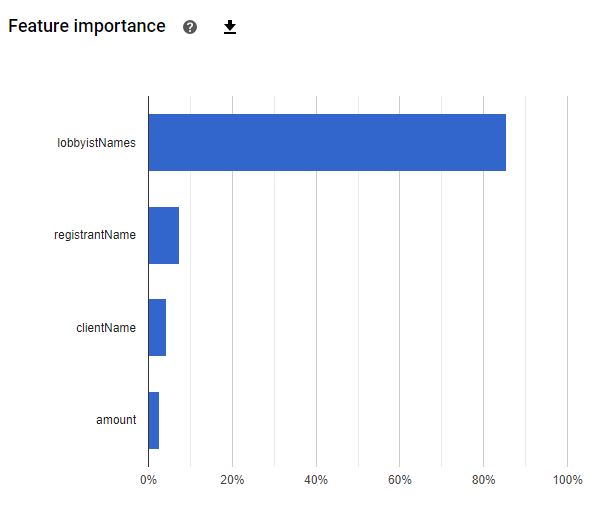 Feature importance ?
lobbyistNames
registrantName
clientName
amount
0% 20% 40% 60% 80% 100%